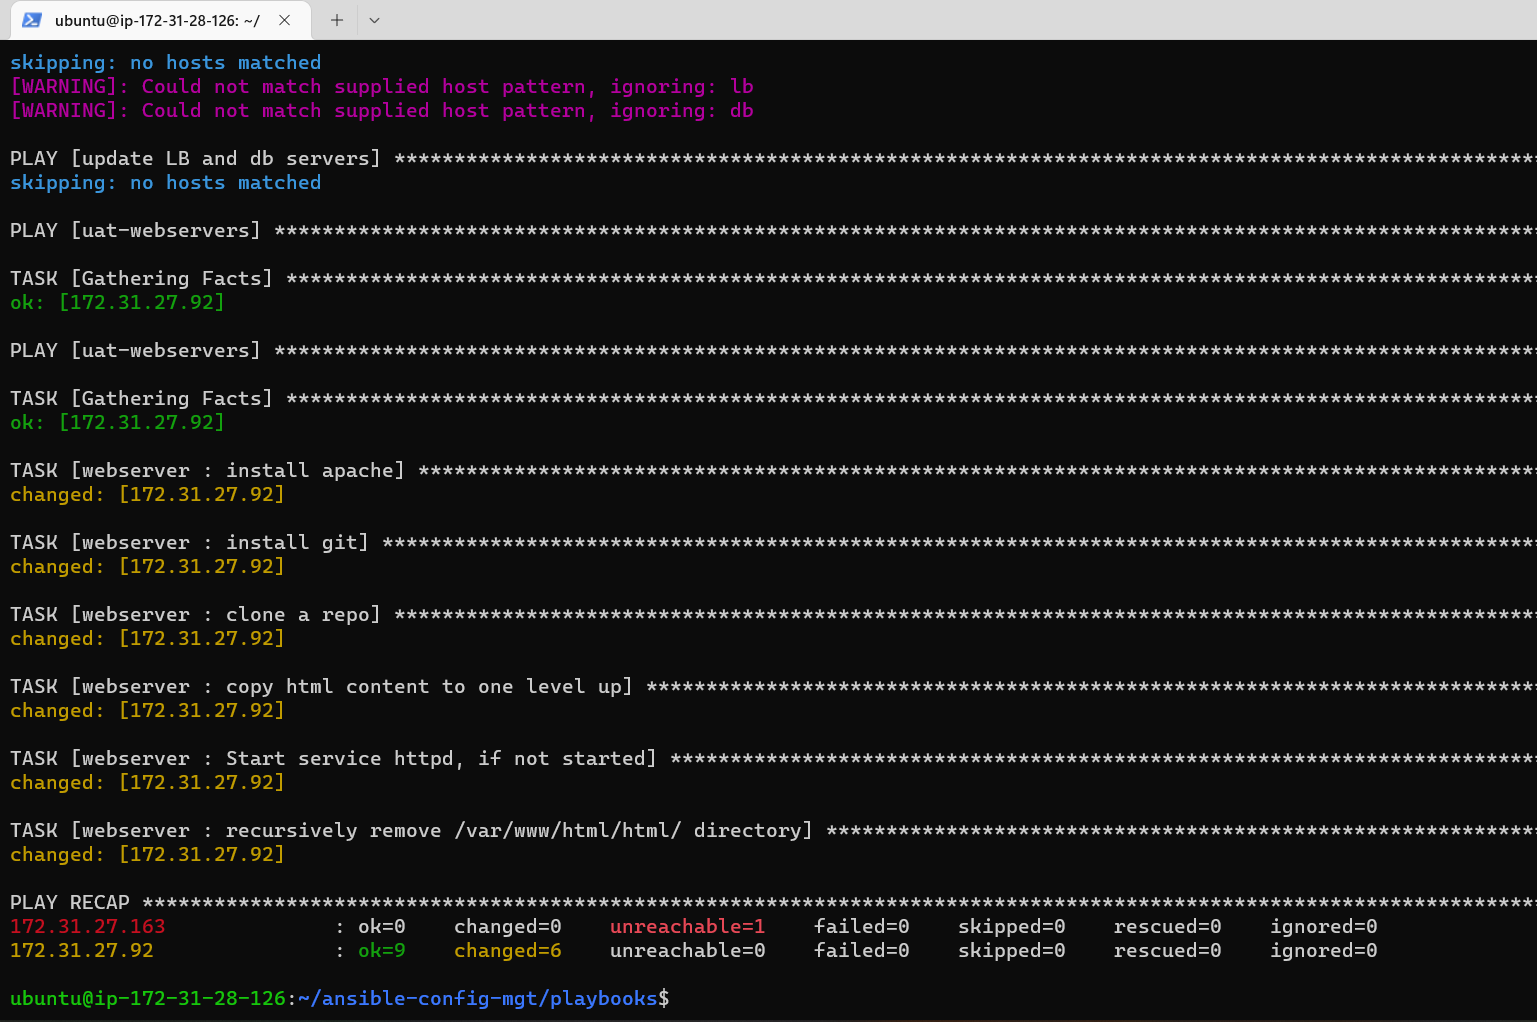 ubuntu@ip-172-31-28-126: ~/
skipping: no hosts matched
[WARNING]: Could not match supplied host pattern, ignoring: lb
[WARNING]: Could not match supplied host pattern, ignoring: db
PLAY [update LB and db servers] ***********************************************************************************************
skipping: no hosts matched
PLAY [uat-webservers] *********************************************************************************************************
TASK [Gathering Facts] ********************************************************************************************************
ok: [172.31.27.92]
PLAY [uat-webservers] *********************************************************************************************************
TASK [Gathering Facts] ********************************************************************************************************
ok: [172.31.27.92]
TASK [webserver : install apache] *********************************************************************************************
changed: [172.31.27.92]
TASK [webserver : install git] ************************************************************************************************
changed: [172.31.27.92]
TASK [webserver : clone a repo] ***********************************************************************************************
changed: [172.31.27.92]
TASK [webserver : copy html content to one level up] **************************************************************************
changed: [172.31.27.92]
TASK [webserver : Start service httpd, if not started] ************************************************************************
changed: [172.31.27.92]
TASK [webserver : recursively remove /var/www/html/html/ directory] ***********************************************************
changed: [172.31.27.92]
PLAY RECAP ********************************************************************************************************************
172.31.27.163              : ok=0    changed=0    unreachable=1    failed=0    skipped=0    rescued=0    ignored=0
172.31.27.92               : ok=9    changed=6    unreachable=0    failed=0    skipped=0    rescued=0    ignored=0
ubuntu@ip-172-31-28-126:~/ansible-config-mgt/playbooks$